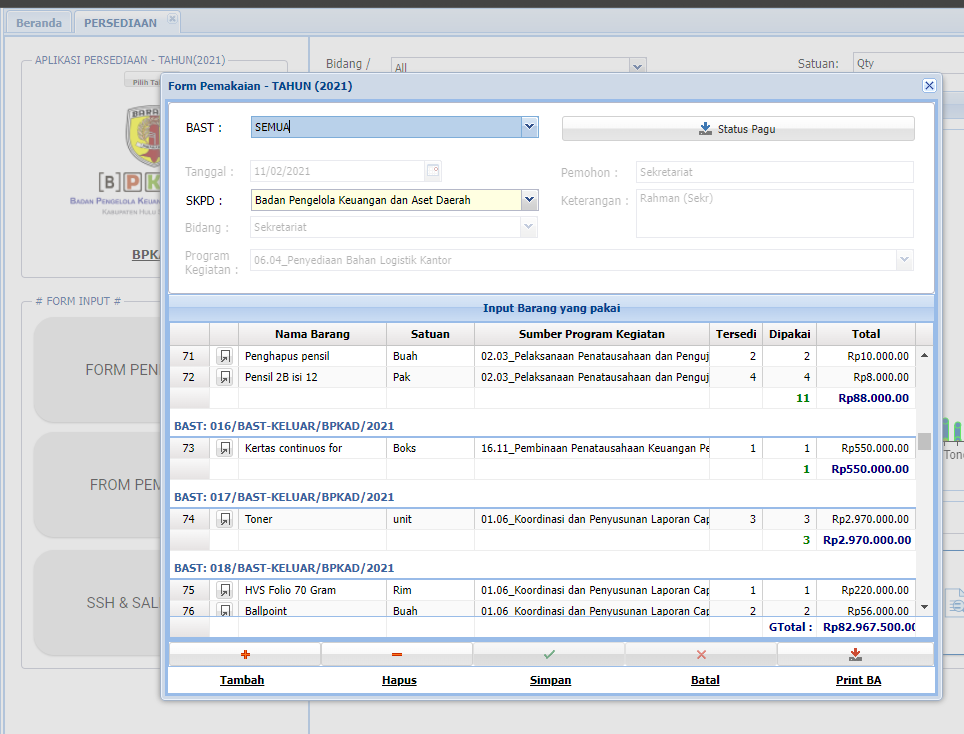 Beranda
PERSEDIAAN
APLIKASI PERSEDIAAN - TAHUN(2021)
Bidang /
All
Satuan:
Qty
Form Pemakaian - TAHUN (2021)
BAST :
SEMUA
Status Pagu
Tanggal :
11/02/2021
Pemohon :
Sekretariat
SKPD :
Badan Pengelola Keuangan dan Aset Daerah
Keterangan :
Rahman (Sekr)
Bidang :
Sekretariat
Program
Kegiatan :
06.04_Penyediaan Bahan Logistik Kantor
# FORM INPUT #
Input Barang yang pakai
Nama Barang Satuan Sumber Program Kegiatan Tersedi Dipakai Total
71 Penghapus pensil Buah 02.03_Pelaksanaan Penatausahaan dan Penguj 2 2 Rp10.000.00
72 Pensil 2B isi 12 Pak 02.03_Pelaksanaan Penatausahaan dan Penguj 4 4 Rp8.000.00
11 Rp88.000.00
BAST: 016/BAST-KELUAR/BPKAD/2021
73 Kertas continuos for Boks 16.11_Pembinaan Penatausahaan Keuangan Pe 1 1 Rp550.000.00
1 Rp550.000.00
BAST: 017/BAST-KELUAR/BPKAD/2021
74 Toner unit 01.06_Koordinasi dan Penyusunan Laporan Cap 3 3 Rp2.970.000.00
3 Rp2.970.000.00
BAST: 018/BAST-KELUAR/BPKAD/2021
75 HVS Folio 70 Gram Rim 01.06_Koordinasi dan Penyusunan Laporan Cap 1 1 Rp220.000.00
76 Ballpoint Buah 01.06_Koordinasi dan Penyusunan Laporan Cap 2 2 Rp56.000.00
GTotal : Rp82.967.500.00
Tambah
Hapus
Simpan
Batal
Print BA
Pilih Ta
BARA
[B]PK
BADAN PENGELOLA KEUAN
KABUPATEN HULU S
BPKA
FORM PEN
FROM PEM
SSH & SAL
Tone